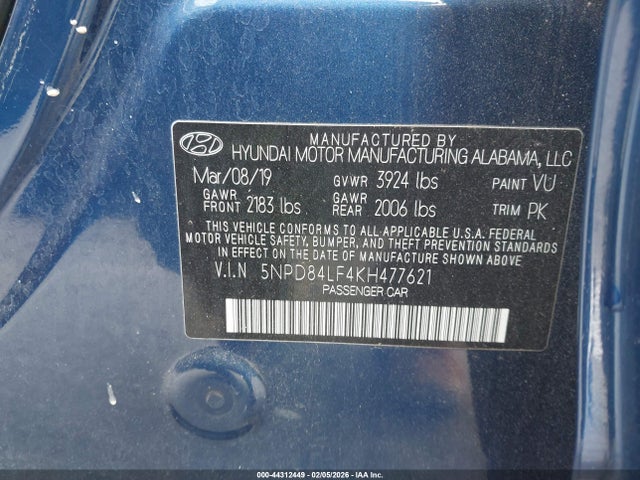 MANUFACTURED BY
HYUNDAI MOTOR MANUFACTURING ALABAMA, LLC
Mar/08/19 GVWR 3924 lbs PAINT VU
GAWR FRONT 2183 lbs GAWR REAR 2006 lbs TRIM PK
THIS VEHICLE CONFORMS TO ALL APPLICABLE U.S.A. FEDERAL
MOTOR VEHICLE SAFETY, BUMPER, AND THEFT PREVENTION
STANDARDS IN EFFECT ON THE DATE OF MANUFACTURE SHOWN ABOVE.
V.I.N 5NPD84LF4KH477621
PASSENGER CAR
000-44312449 - 02/05/2026 - IAA Inc.